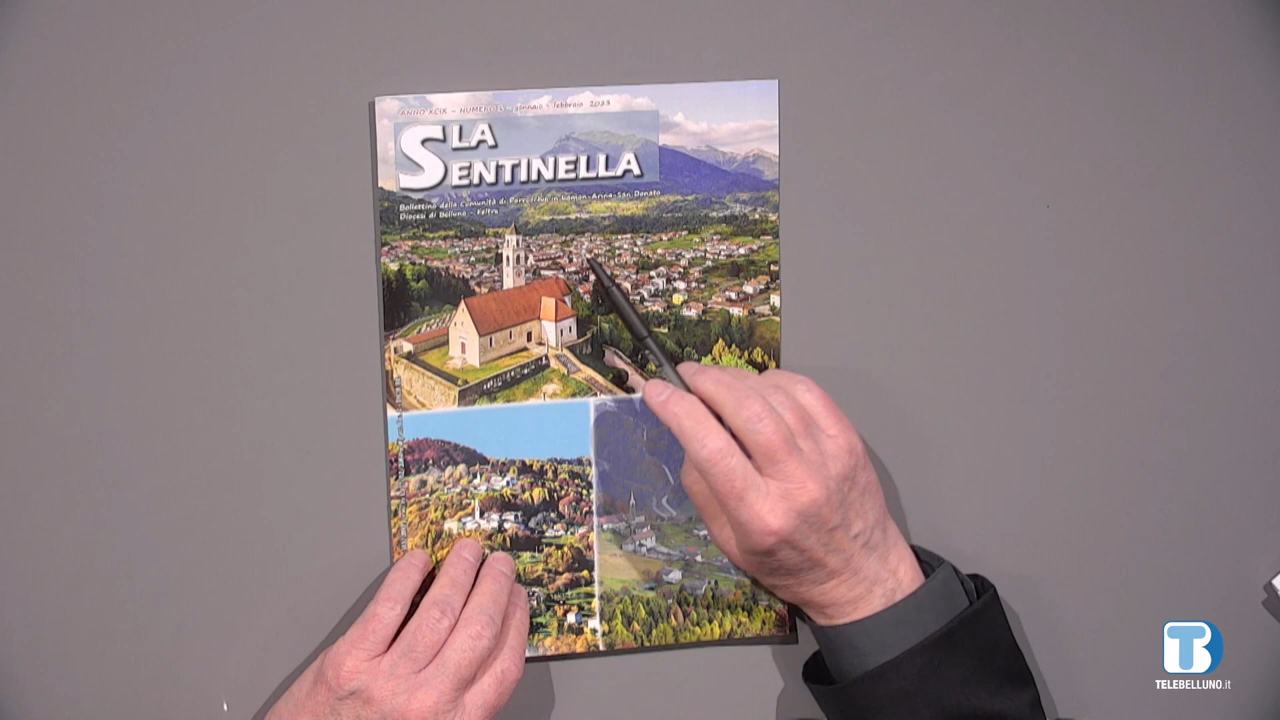 ANNO XCIX - NUMERO 1 - gennaio - febbraio 2023
LA
SENTINELLA
Bollettino della Comunità di Parrocchie in Lamon-Arina-San Donato
Diocesi di Belluno - Feltre
TELEBELLUNO.it